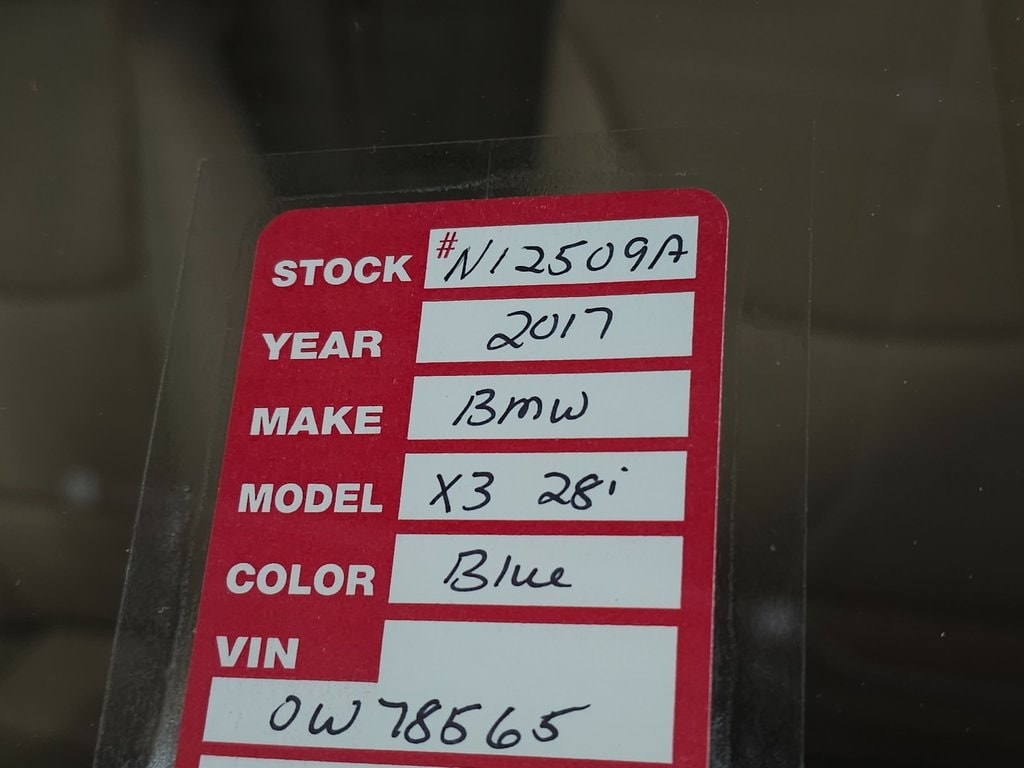 STOCK #N12509A
YEAR 2017
MAKE BMW
MODEL X3 28i
COLOR Blue
VIN
0W78565